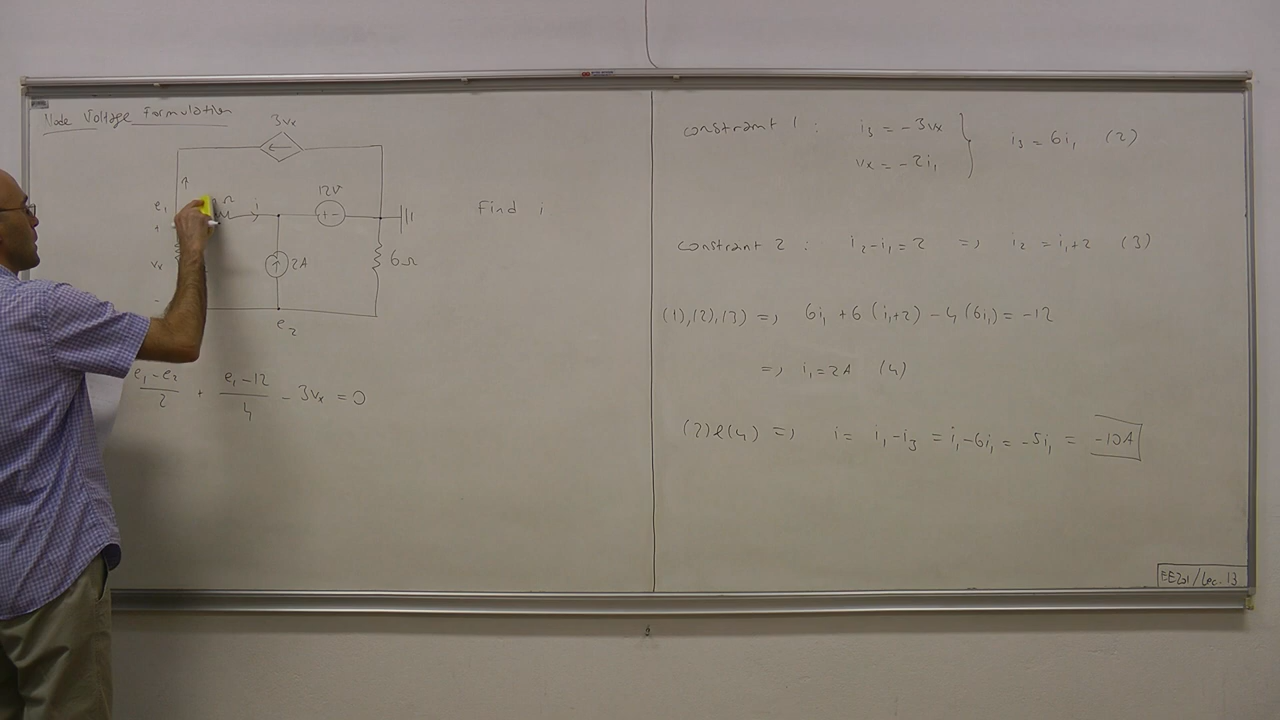 Node Voltage Formulation
3vx
12V
e1
Ω i
+
+ -
Find i
vx
2A
6Ω
-
e2
(e1-e2)/2 + (e1-12)/4 - 3vx = 0
constraint 1 : i3 = -3vx
vx = -2i1
} i3 = 6i1 (2)
constraint 2 : i2-i1 = 2 => i2 = i1+2 (3)
(1),(2),(3) => 6i1 + 6(i1+2) - 4(6i1) = -12
=> i1 = 2A (4)
(2)&(4) => i = i1-i3 = i1-6i1 = -5i1 = -10A
EE201/Lec. 13